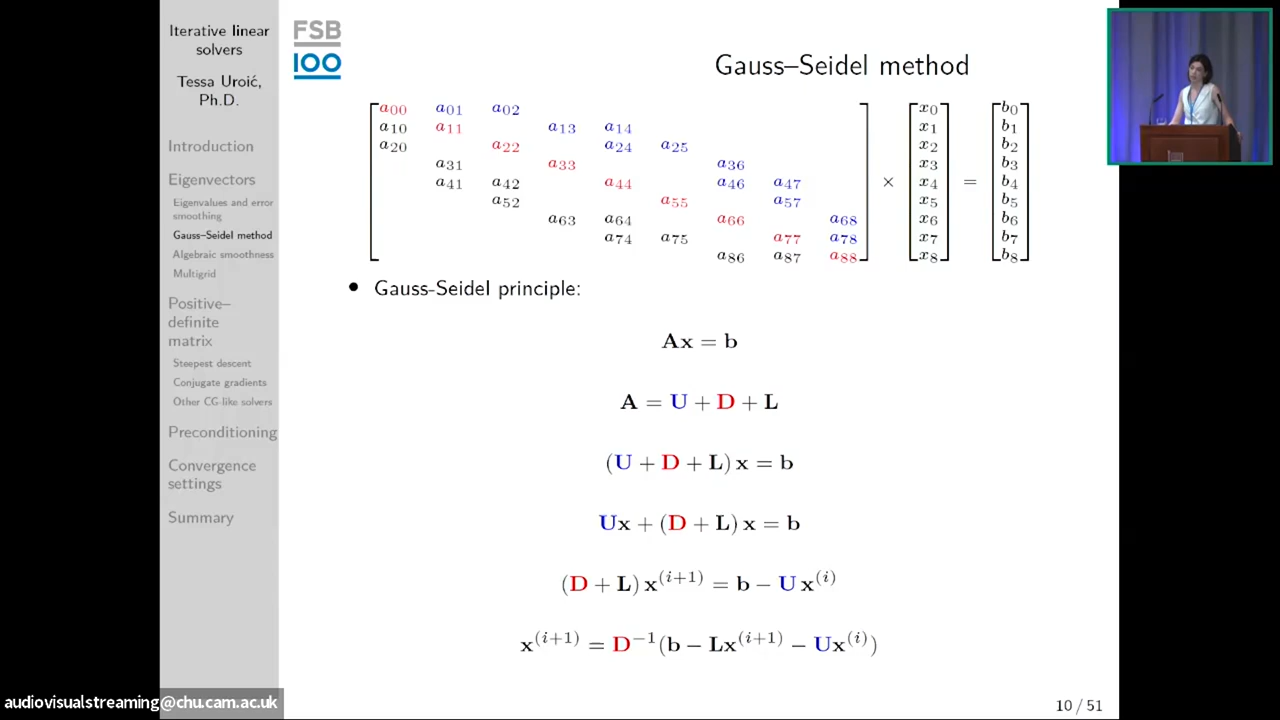 Iterative linear
solvers
Tessa Uroić,
Ph.D.
Introduction
Eigenvectors
Eigenvalues and error
smoothing
Gauss–Seidel method
Algebraic smoothness
Multigrid
Positive–
definite
matrix
Steepest descent
Conjugate gradients
Other CG-like solvers
Preconditioning
Convergence
settings
Summary
FSB
100
Gauss–Seidel method
a₀₀ a₀₁ a₀₂ x₀ b₀
a₁₀ a₁₁ a₁₃ a₁₄ x₁ b₁
a₂₀ a₂₂ a₂₄ a₂₅ x₂ b₂
a₃₁ a₃₃ a₃₆ x₃ b₃
a₄₁ a₄₂ a₄₄ a₄₆ a₄₇ × x₄ = b₄
a₅₂ a₅₅ a₅₇ x₅ b₅
a₆₃ a₆₄ a₆₆ a₆₈ x₆ b₆
a₇₄ a₇₅ a₇₇ a₇₈ x₇ b₇
a₈₆ a₈₇ a₈₈ x₈ b₈
• Gauss-Seidel principle:
Ax = b
A = U + D + L
(U + D + L) x = b
Ux + (D + L) x = b
(D + L) x⁽ⁱ⁺¹⁾ = b − U x⁽ⁱ⁾
x⁽ⁱ⁺¹⁾ = D⁻¹(b − Lx⁽ⁱ⁺¹⁾ − Ux⁽ⁱ⁾)
audiovisualstreaming@chu.cam.ac.uk
10 / 51